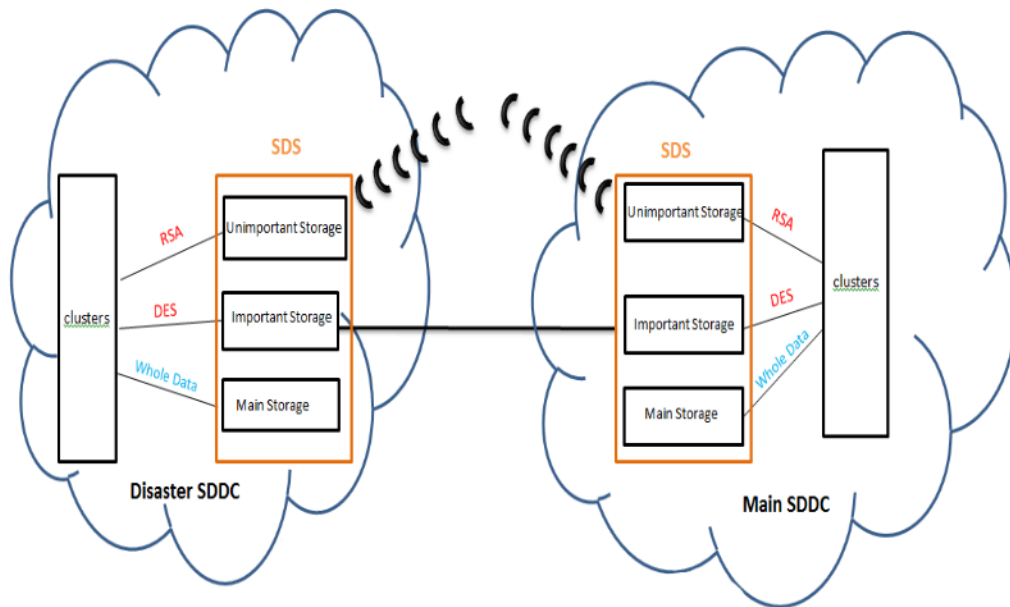 SDS
Unimportant Storage
RSA
clusters
DES
Important Storage
Whole Data
Main Storage
Disaster SDDC
SDS
Unimportant Storage
RSA
clusters
DES
Important Storage
Whole Data
Main Storage
Main SDDC